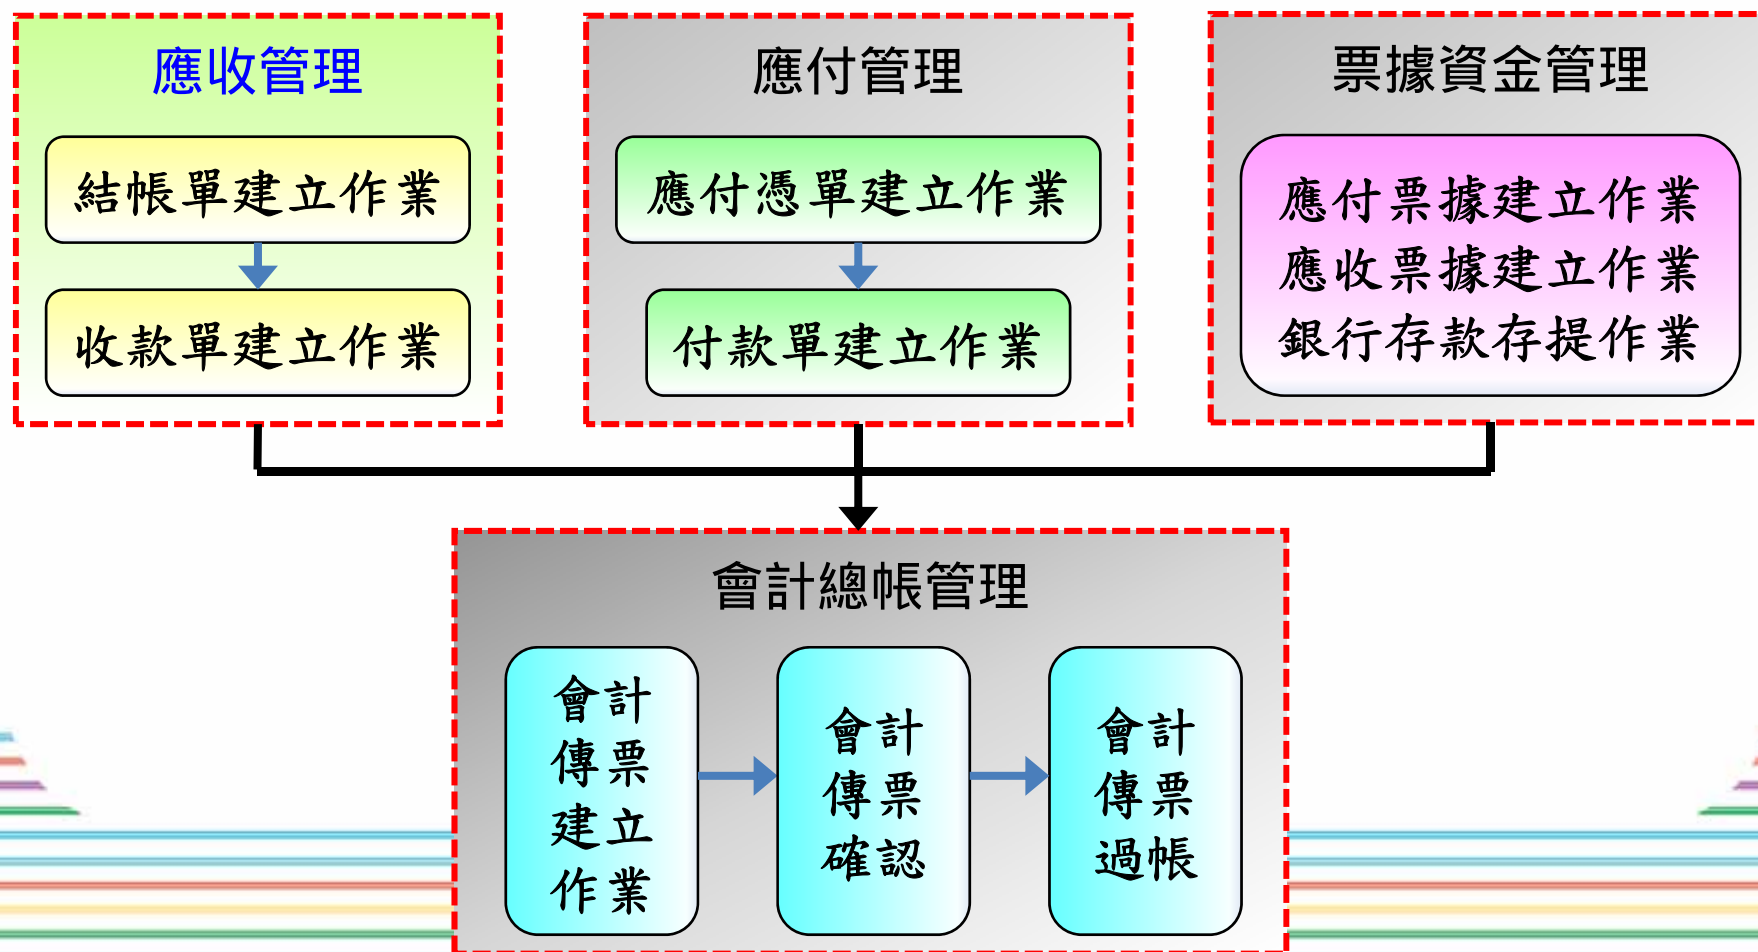 應收管理
結帳單建立作業
收款單建立作業
應付管理
應付憑單建立作業
付款單建立作業
票據資金管理
應付票據建立作業
應收票據建立作業
銀行存款存提作業
會計總帳管理
會計
傳票
建立
作業
會計
傳票
確認
會計
傳票
過帳